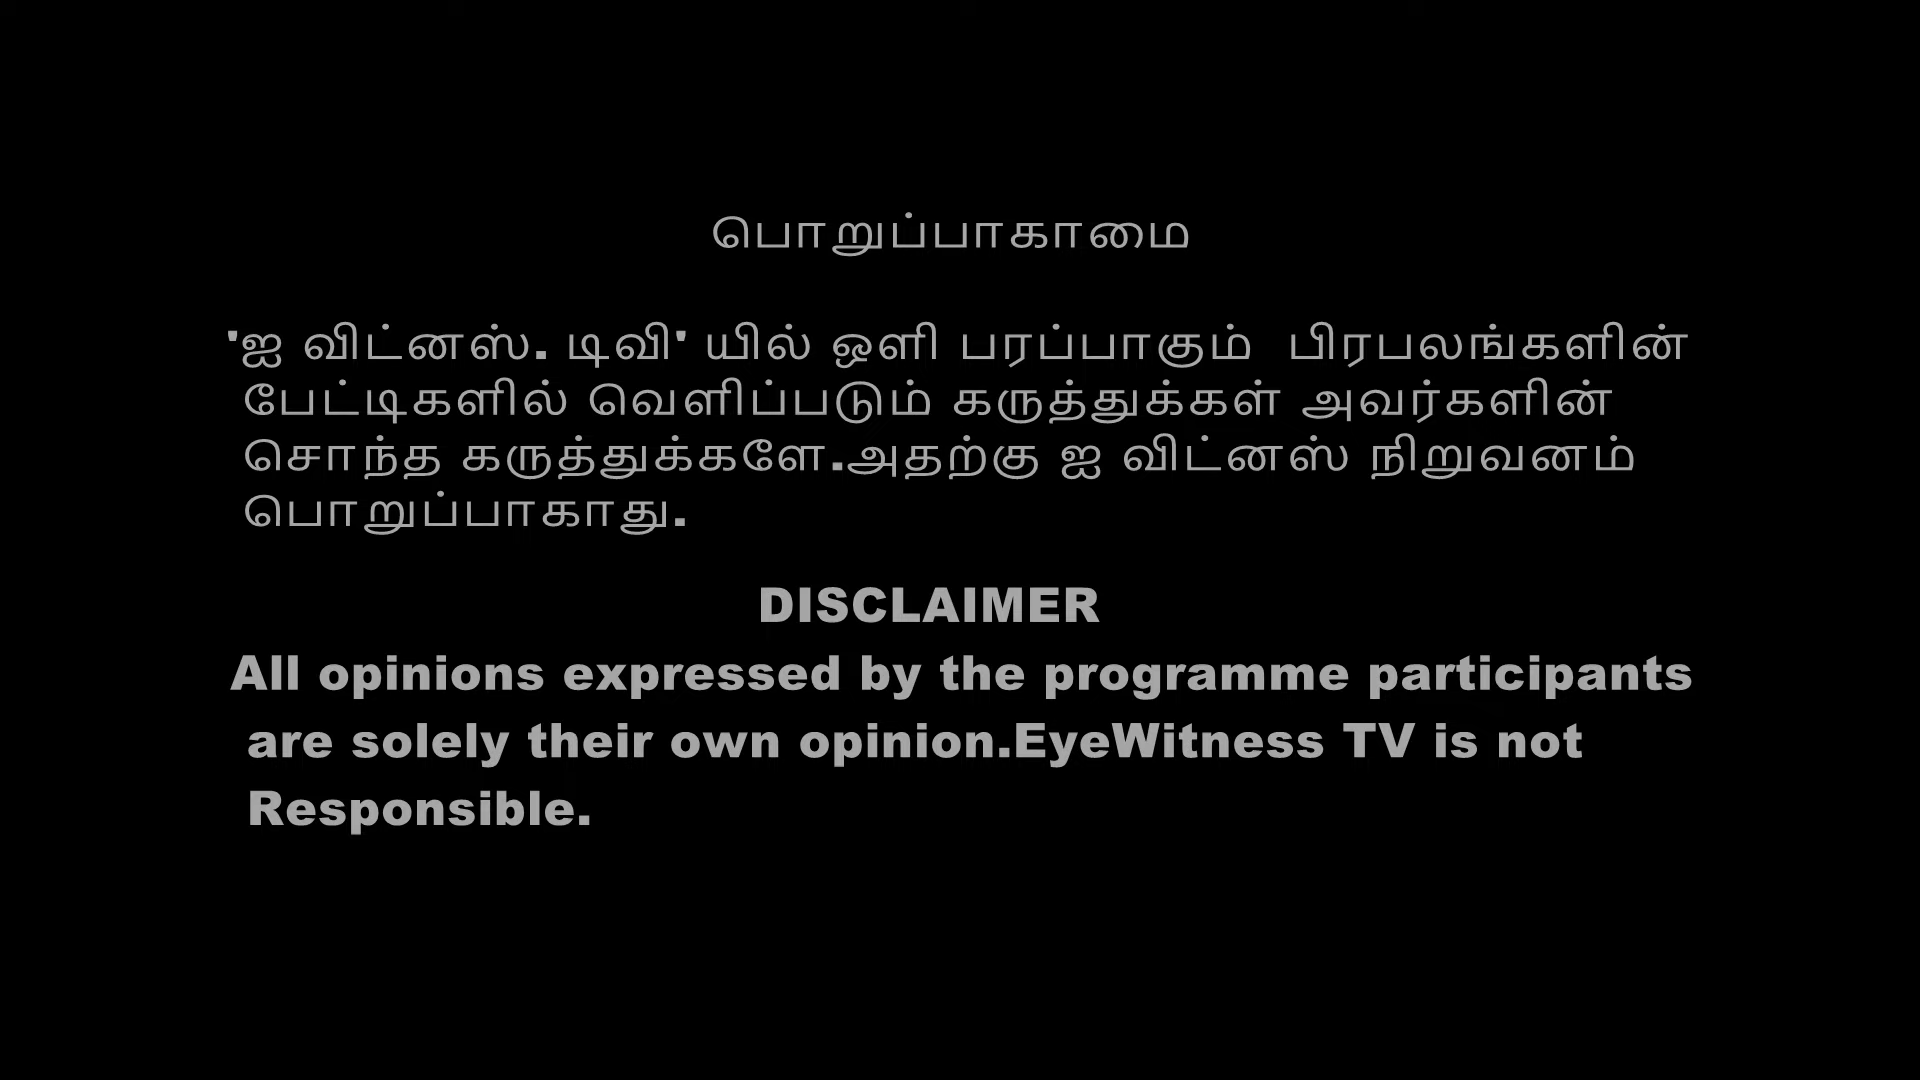 பொறுப்பாகாமை
'ஐ விட்னஸ். டிவி' யில் ஒளி பரப்பாகும் பிரபலங்களின்
பேட்டிகளில் வெளிப்படும் கருத்துக்கள் அவர்களின்
சொந்த கருத்துக்களே.அதற்கு ஐ விட்னஸ் நிறுவனம்
பொறுப்பாகாது.
DISCLAIMER
All opinions expressed by the programme participants
are solely their own opinion.EyeWitness TV is not
Responsible.